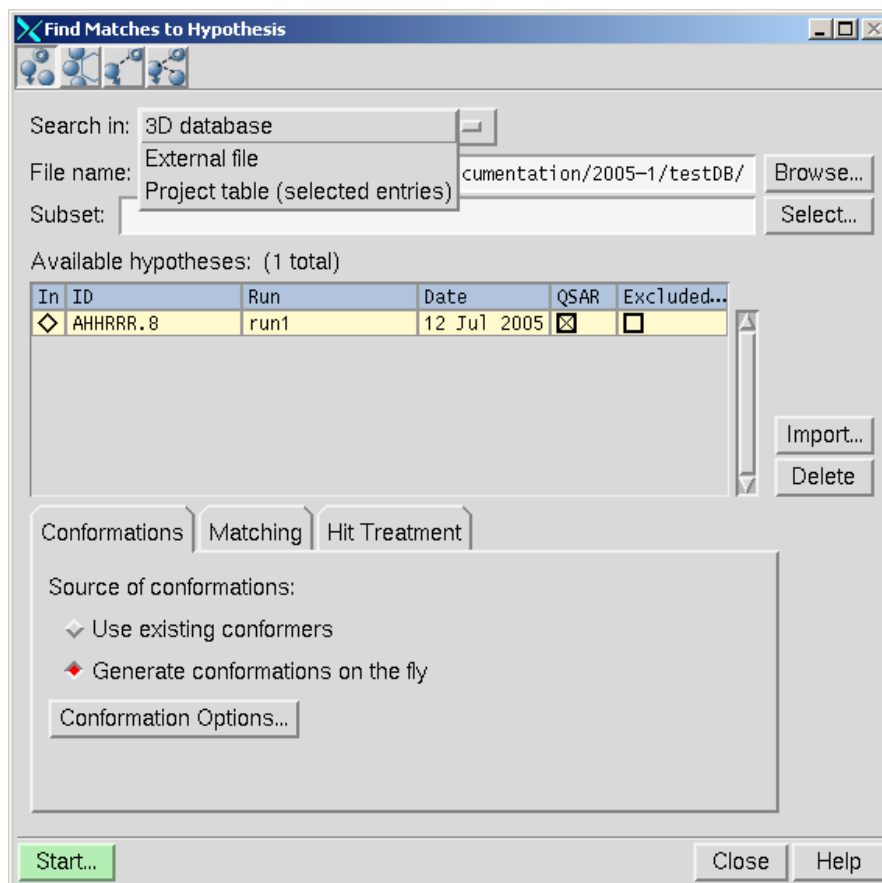 Find Matches to Hypothesis
Search in: 3D database
External file
File name: cumentation/2005-1/testDB/ Browse...
Project table (selected entries)
Subset: Select...
Available hypotheses: (1 total)
In ID Run Date QSAR Excluded...
AHHRRR.8 run1 12 Jul 2005
Import...
Delete
Conformations Matching Hit Treatment
Source of conformations:
Use existing conformers
Generate conformations on the fly
Conformation Options...
Start... Close Help